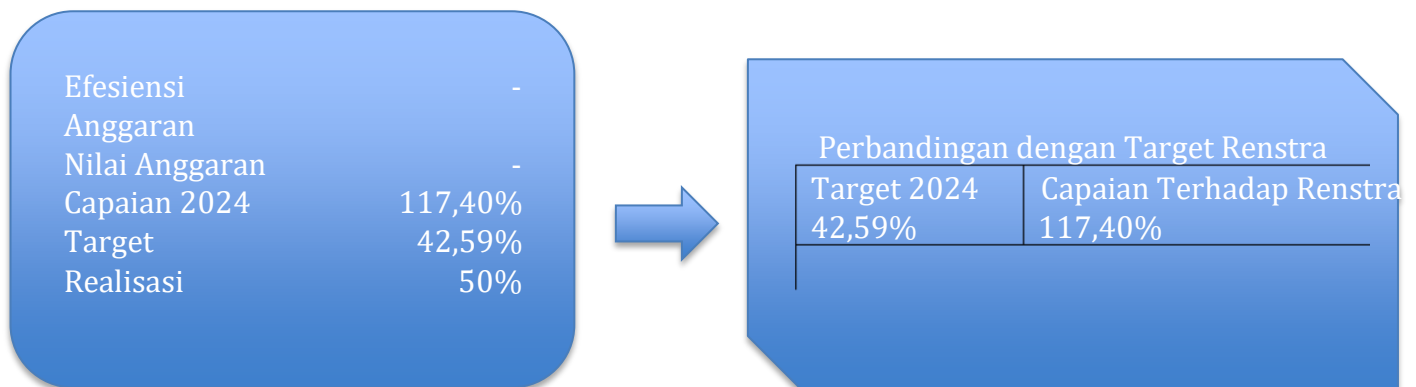 Efesiensi -
Anggaran
Nilai Anggaran -
Capaian 2024 117,40%
Target 42,59%
Realisasi 50%
Perbandingan dengan Target Renstra
Target 2024 Capaian Terhadap Renstra
42,59% 117,40%